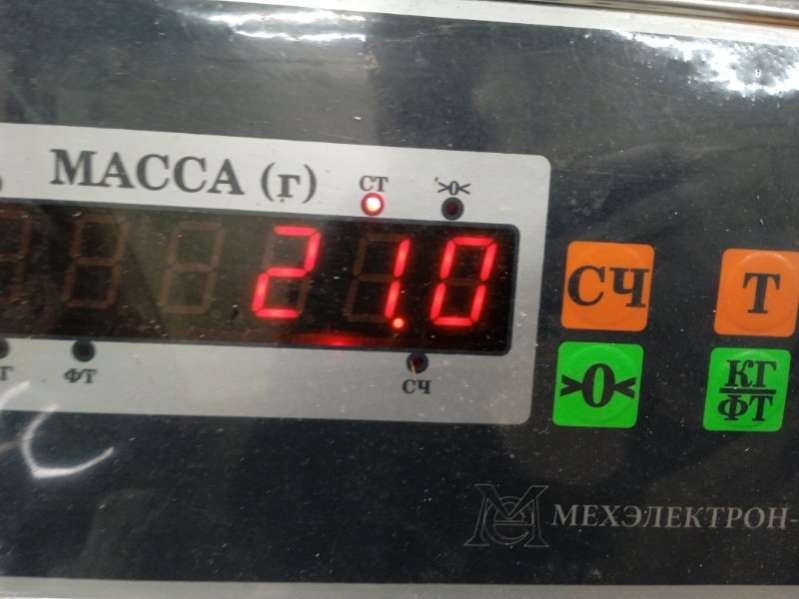 МАССА (г)
СТ
>0<
21.0
ФТ
СЧ
СЧ
Т
>0<
КГ
ФТ
МЕХЭЛЕКТРОН-